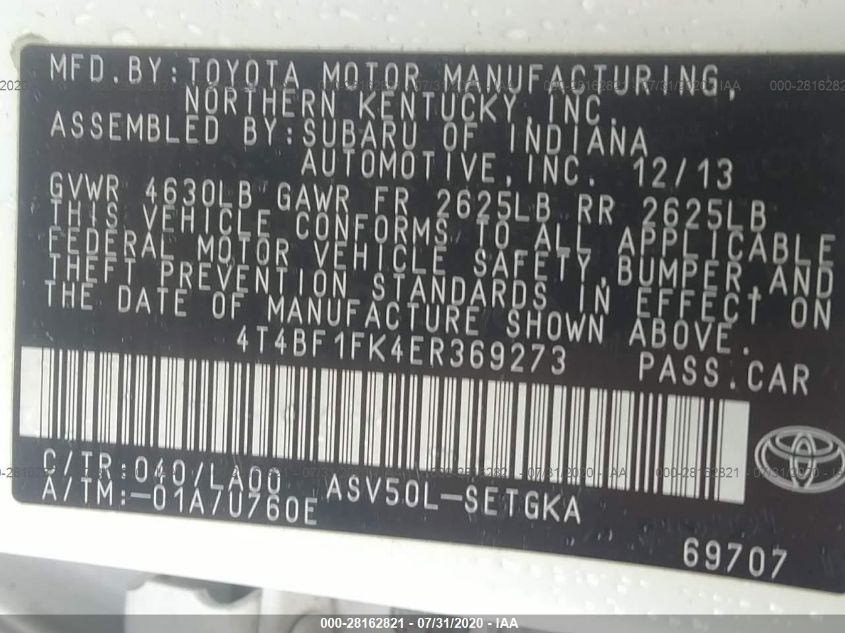 MFD.BY:TOYOTA MOTOR MANUFACTURING,
NORTHERN KENTUCKY,INC.
ASSEMBLED BY:SUBARU OF INDIANA
AUTOMOTIVE,INC. 12/13
GVWR 4630LB GAWR FR 2625LB RR 2625LB
THIS VEHICLE CONFORMS TO ALL APPLICABLE
FEDERAL MOTOR VEHICLE SAFETY,BUMPER,AND
THEFT PREVENTION STANDARDS IN EFFECT ON
THE DATE OF MANUFACTURE SHOWN ABOVE.
4T4BF1FK4ER369273 PASS.CAR
C/TR:040/LA00 ASV50L-SETGKA
A/TM:-01A/U760E
69707
000-28162821 - 07/31/2020 - IAA